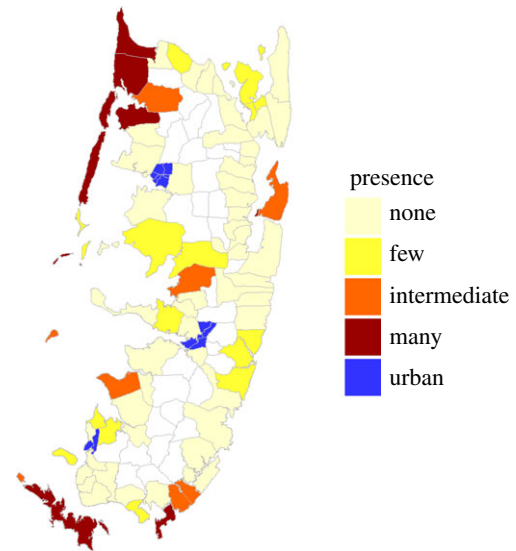 presence
none
few
intermediate
many
urban